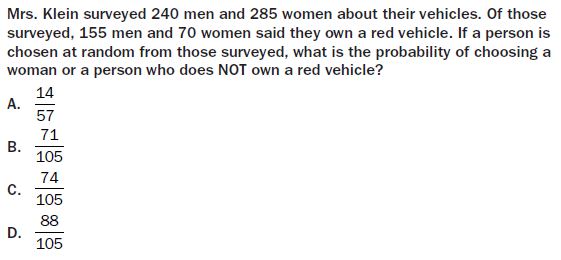 Mrs. Klein surveyed 240 men and 285 women about their vehicles. Of those
surveyed, 155 men and 70 women said they own a red vehicle. If a person is
chosen at random from those surveyed, what is the probability of choosing a
woman or a person who does NOT own a red vehicle?
A. 14/57
B. 71/105
C. 74/105
D. 88/105